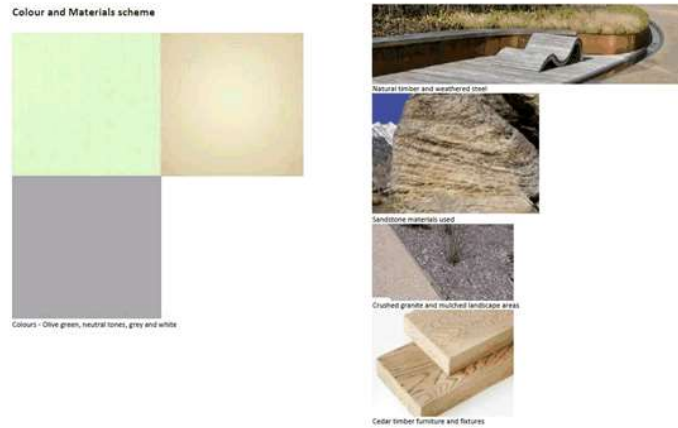 Colour and Materials scheme
Colours - Olive green, neutral tones, grey and white
Natural timber and weathered steel
Sandstone materials used
Crushed granite and mulched landscape areas
Cedar timber furniture and fixtures